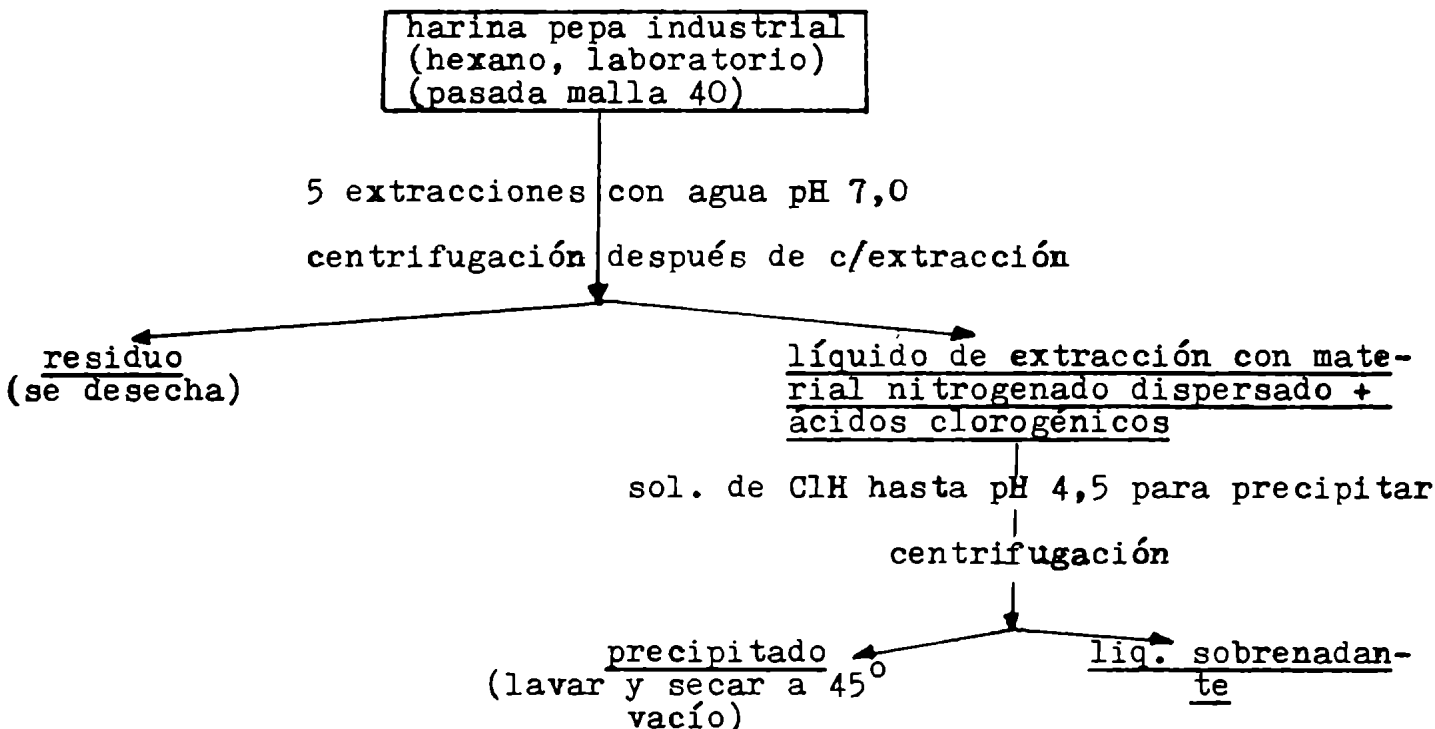 harina pepa industrial
(hexano, laboratorio)
(pasada malla 40)
5 extracciones con agua pH 7,0
centrifugación después de c/extracción
residuo
(se desecha)
líquido de extracción con mate-
rial nitrogenado dispersado +
ácidos clorogénicos
sol. de ClH hasta pH 4,5 para precipitar
centrifugación
precipitado
(lavar y secar a 45°
vacío)
liq. sobrenadan-
te